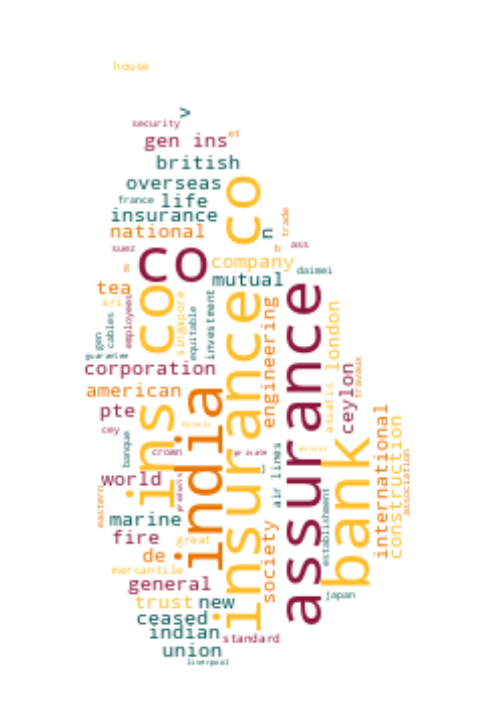 house
>
security
et
gen ins
british
overseas
co
france
life
insurance
trade
n
national
suez
co
b
ass
company
daimei
mutual
tea
ins co
sri
employees
singapore
investment
insurance
assurance
engineering
london
cables
gen
equitable
corporation
ceylon
travaux
asiatic
american
india
pte
international
construction
cey
banque
crown
private
bank
association
world
j
air lines
eastern
products
marine
establishment
fire
great
society
de
mercantile
general
japan
trust
new
ceased
indian
standard
union
liverpool